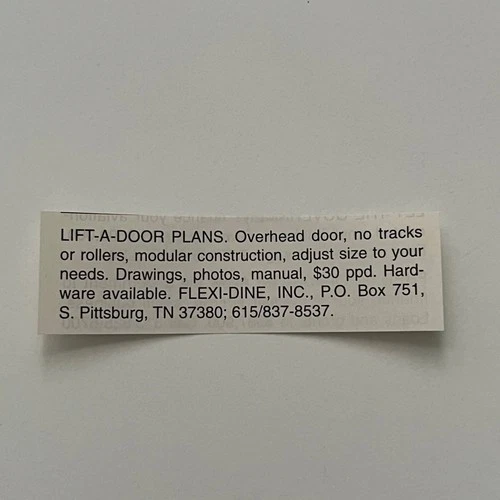 LIFT-A-DOOR PLANS. Overhead door, no tracks
or rollers, modular construction, adjust size to your
needs. Drawings, photos, manual, $30 ppd. Hard-
ware available. FLEXI-DINE, INC., P.O. Box 751,
S. Pittsburg, TN 37380; 615/837-8537.